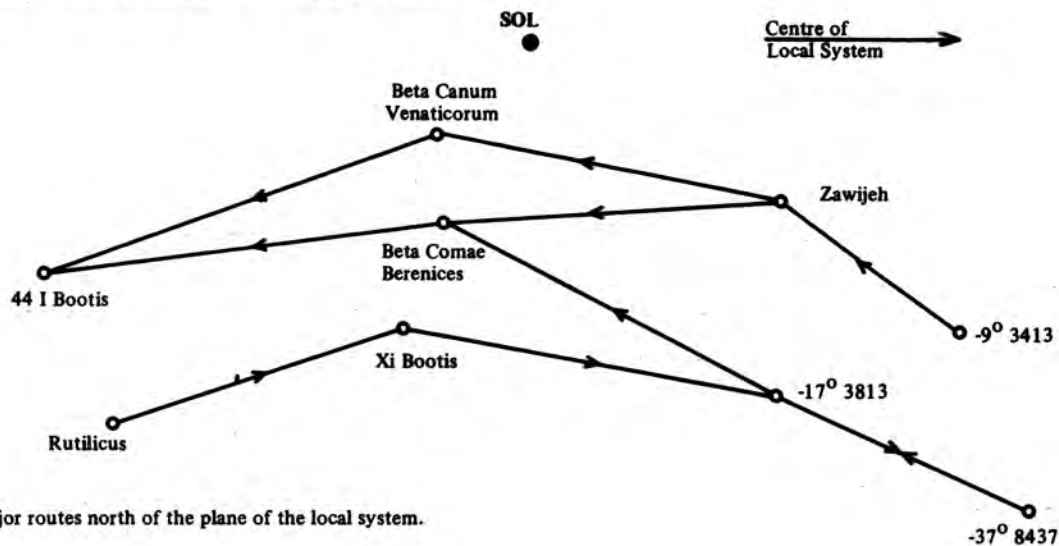 SOL
Centre of
Local System
Beta Canum
Venaticorum
Zawijeh
Beta Comae
Berenices
44 I Bootis
-9° 3413
Xi Bootis
-17° 3813
Rutilicus
jor routes north of the plane of the local system.
-37° 8437